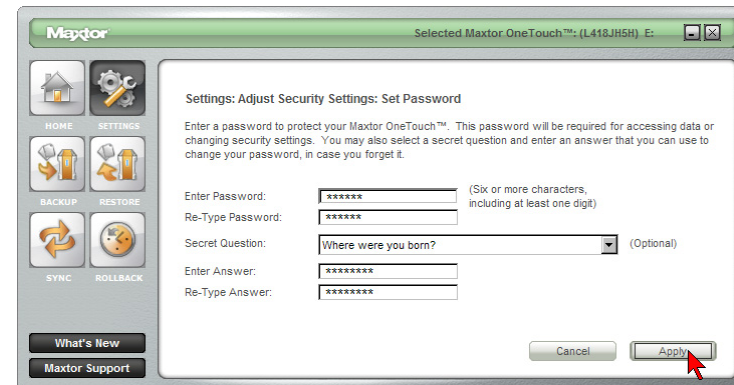 Maxtor
Selected Maxtor OneTouch™: (L418JH5H) E:
HOME SETTINGS
BACKUP RESTORE
SYNC ROLLBACK
What's New
Maxtor Support
Settings: Adjust Security Settings: Set Password
Enter a password to protect your Maxtor OneTouch™. This password will be required for accessing data or
changing security settings. You may also select a secret question and enter an answer that you can use to
change your password, in case you forget it.
Enter Password: ****** (Six or more characters,
including at least one digit)
Re-Type Password: ******
Secret Question: Where were you born? (Optional)
Enter Answer: ********
Re-Type Answer: ********
Cancel Apply